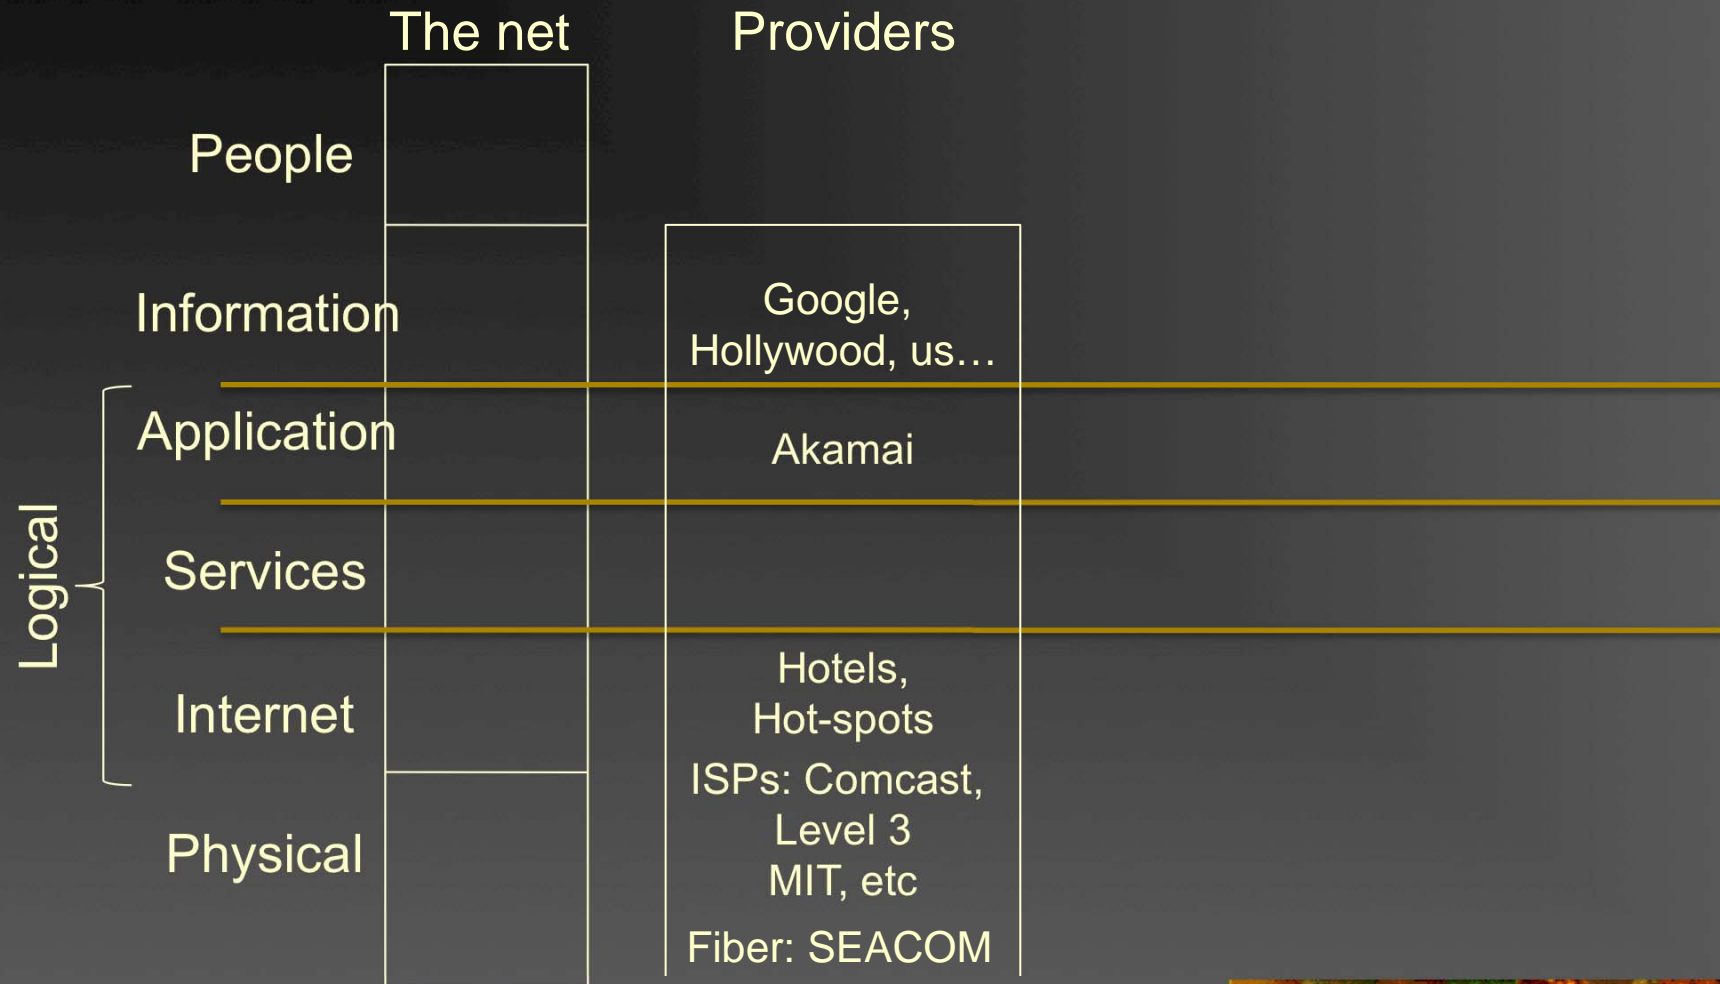 The net
Providers
People
Information
Google,
Hollywood, us…
Application
Akamai
Logical
Services
Internet
Hotels,
Hot-spots
Physical
ISPs: Comcast,
Level 3
MIT, etc
Fiber: SEACOM